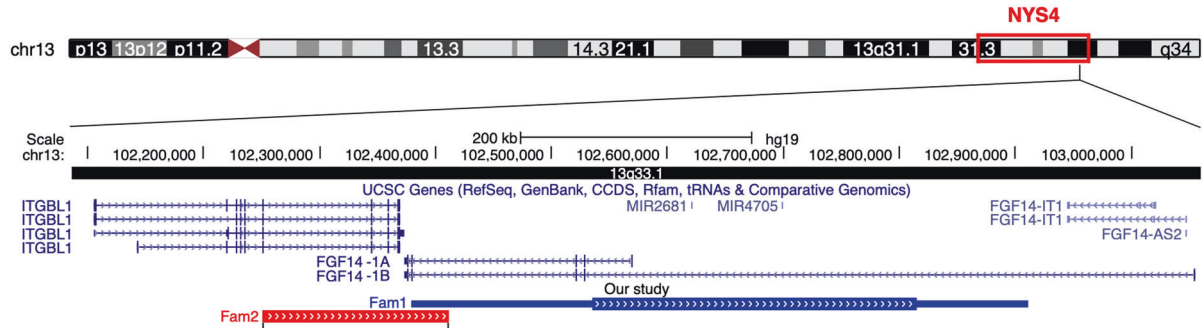 NYS4
chr13 p13 13p12 p11.2 13.3 14.3 21.1 13q31.1 31.3 q34
Scale 200 kb hg19
chr13: 102,200,000 102,300,000 102,400,000 102,500,000 102,600,000 102,700,000 102,800,000 102,900,000 103,000,000
13q33.1
UCSC Genes (RefSeq, GenBank, CCDS, Rfam, tRNAs & Comparative Genomics)
ITGBL1 MIR2681 MIR4705 FGF14-IT1
ITGBL1 FGF14-IT1
ITGBL1 FGF14-AS2
ITGBL1
FGF14 -1A
FGF14 -1B
Our study
Fam1
Fam2